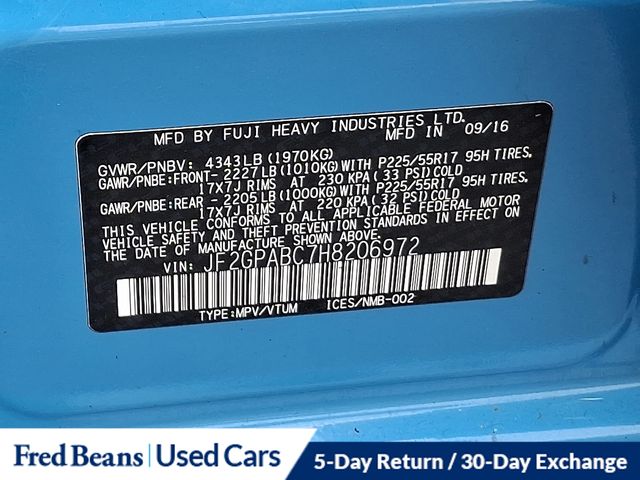 MFD BY FUJI HEAVY INDUSTRIES LTD.
MFD IN 09/16
GVWR/PNBV: 4343LB(1970KG)
GAWR/PNBE:FRONT- 2227LB(1010KG)WITH P225/55R17 95H TIRES.
17X7J RIMS AT 230 KPA(33 PSI)COLD
GAWR/PNBE:REAR - 2205LB(1000KG)WITH P225/55R17 95H TIRES.
17X7J RIMS AT 220 KPA(32 PSI)COLD
THIS VEHICLE CONFORMS TO ALL APPLICABLE FEDERAL MOTOR
VEHICLE SAFETY AND THEFT PREVENTION STANDARDS IN EFFECT
ON THE DATE OF MANUFACTURE SHOWN ABOVE.
VIN: JF2GPABC7H8206972
TYPE:MPV/VTUM ICES/NMB-002
Fred Beans | Used Cars
5-Day Return / 30-Day Exchange